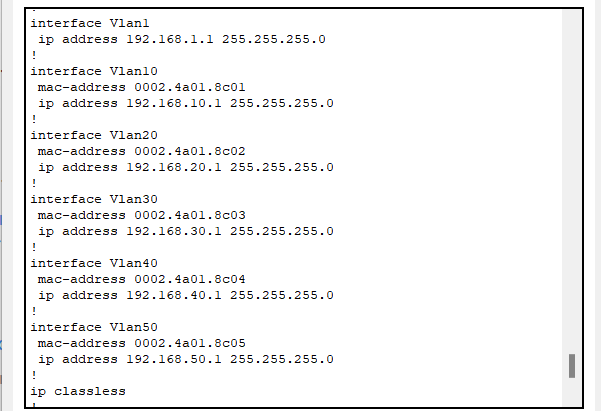 !
interface Vlan1
 ip address 192.168.1.1 255.255.255.0
!
interface Vlan10
 mac-address 0002.4a01.8c01
 ip address 192.168.10.1 255.255.255.0
!
interface Vlan20
 mac-address 0002.4a01.8c02
 ip address 192.168.20.1 255.255.255.0
!
interface Vlan30
 mac-address 0002.4a01.8c03
 ip address 192.168.30.1 255.255.255.0
!
interface Vlan40
 mac-address 0002.4a01.8c04
 ip address 192.168.40.1 255.255.255.0
!
interface Vlan50
 mac-address 0002.4a01.8c05
 ip address 192.168.50.1 255.255.255.0
!
ip classless
!